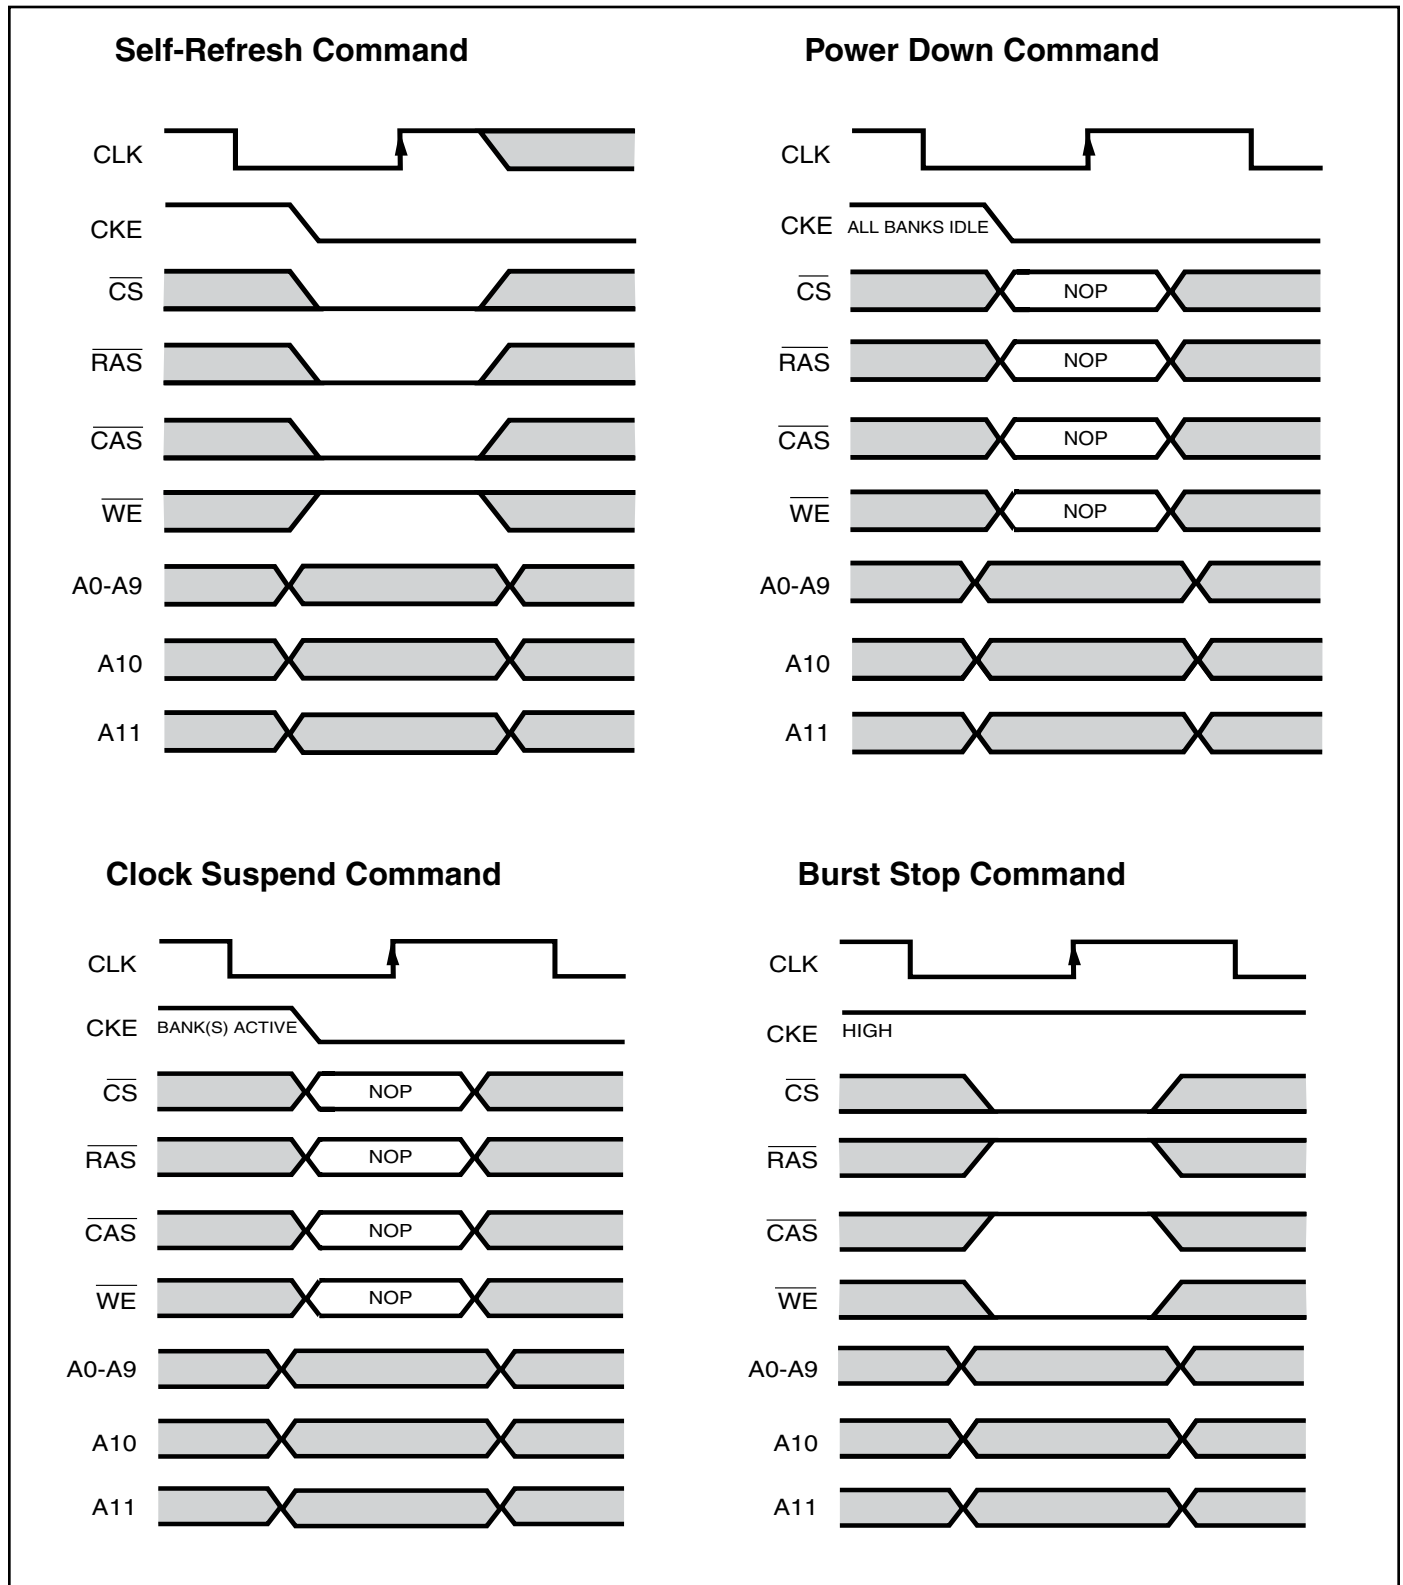 Self-Refresh Command
CLK
CKE
CS
RAS
CAS
WE
A0-A9
A10
A11
Power Down Command
CLK
CKE ALL BANKS IDLE
CS NOP
RAS NOP
CAS NOP
WE NOP
A0-A9
A10
A11
Clock Suspend Command
CLK
CKE BANK(S) ACTIVE
CS NOP
RAS NOP
CAS NOP
WE NOP
A0-A9
A10
A11
Burst Stop Command
CLK
CKE HIGH
CS
RAS
CAS
WE
A0-A9
A10
A11